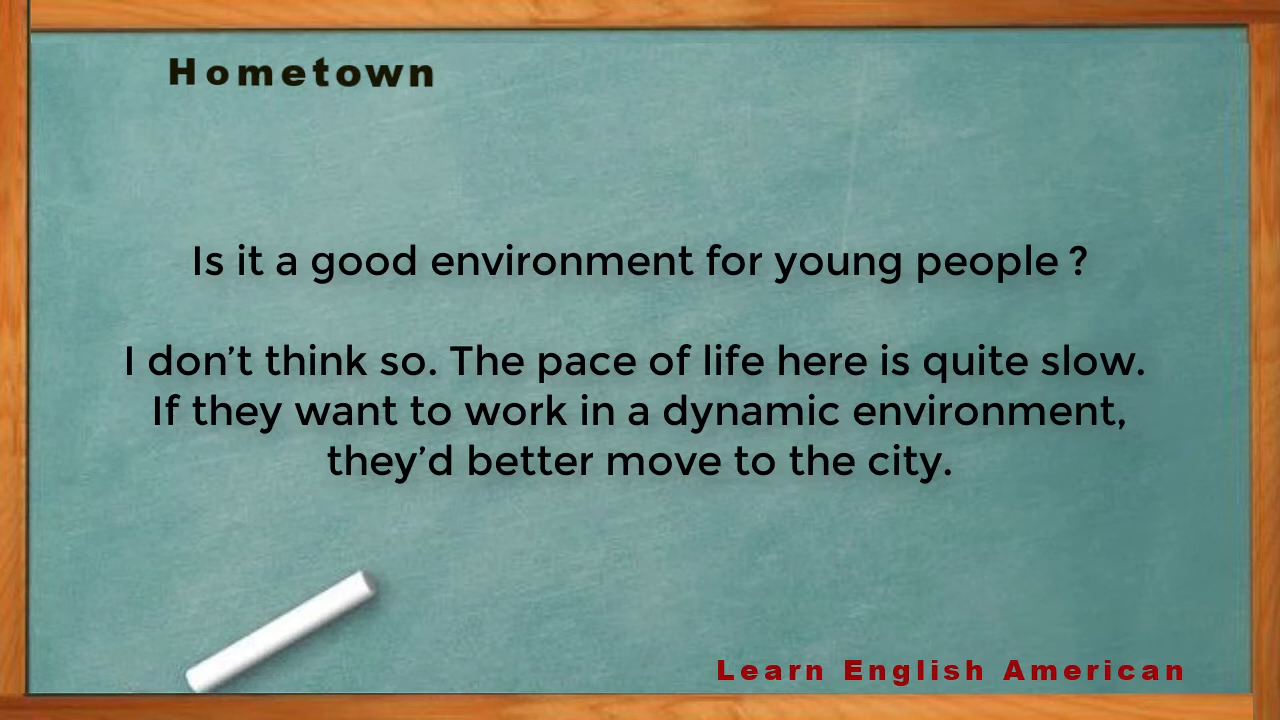 Hometown
Is it a good environment for young people ?
I don’t think so. The pace of life here is quite slow.
If they want to work in a dynamic environment,
they’d better move to the city.
Learn English American